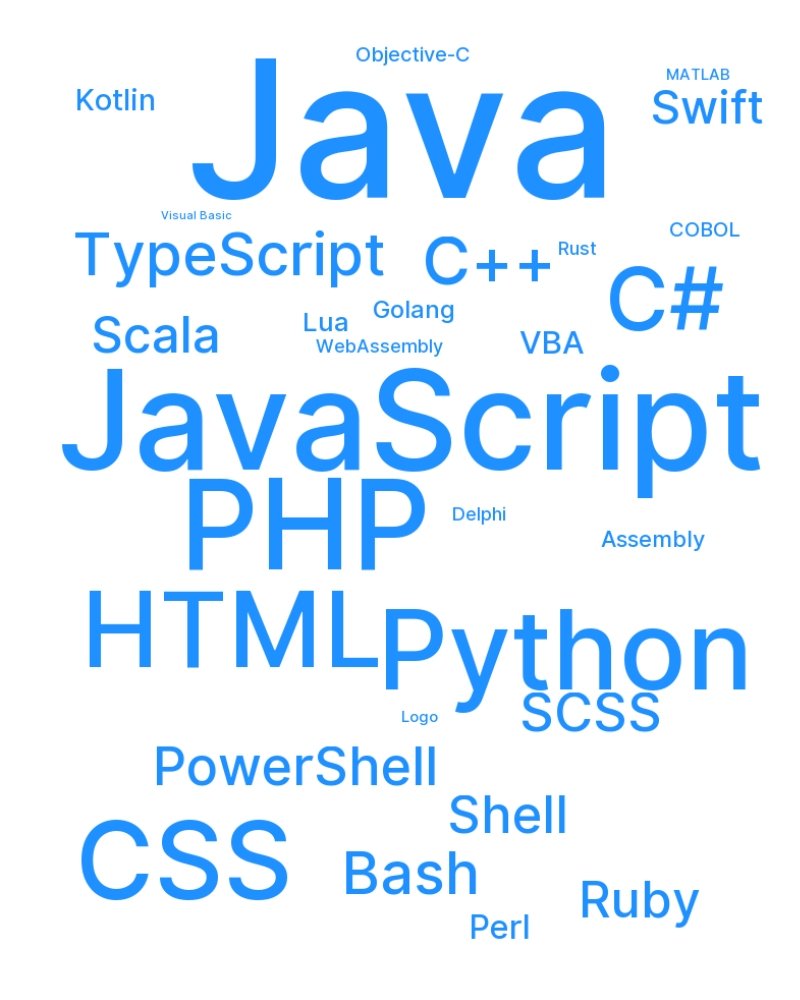 Objective-C
MATLAB
Kotlin
Java
Swift
Visual Basic
COBOL
TypeScript
C++
Rust
C#
Golang
Lua
Scala
WebAssembly
VBA
JavaScript
PHP
Delphi
Assembly
HTML
Python
SCSS
Logo
PowerShell
Shell
CSS
Bash
Ruby
Perl